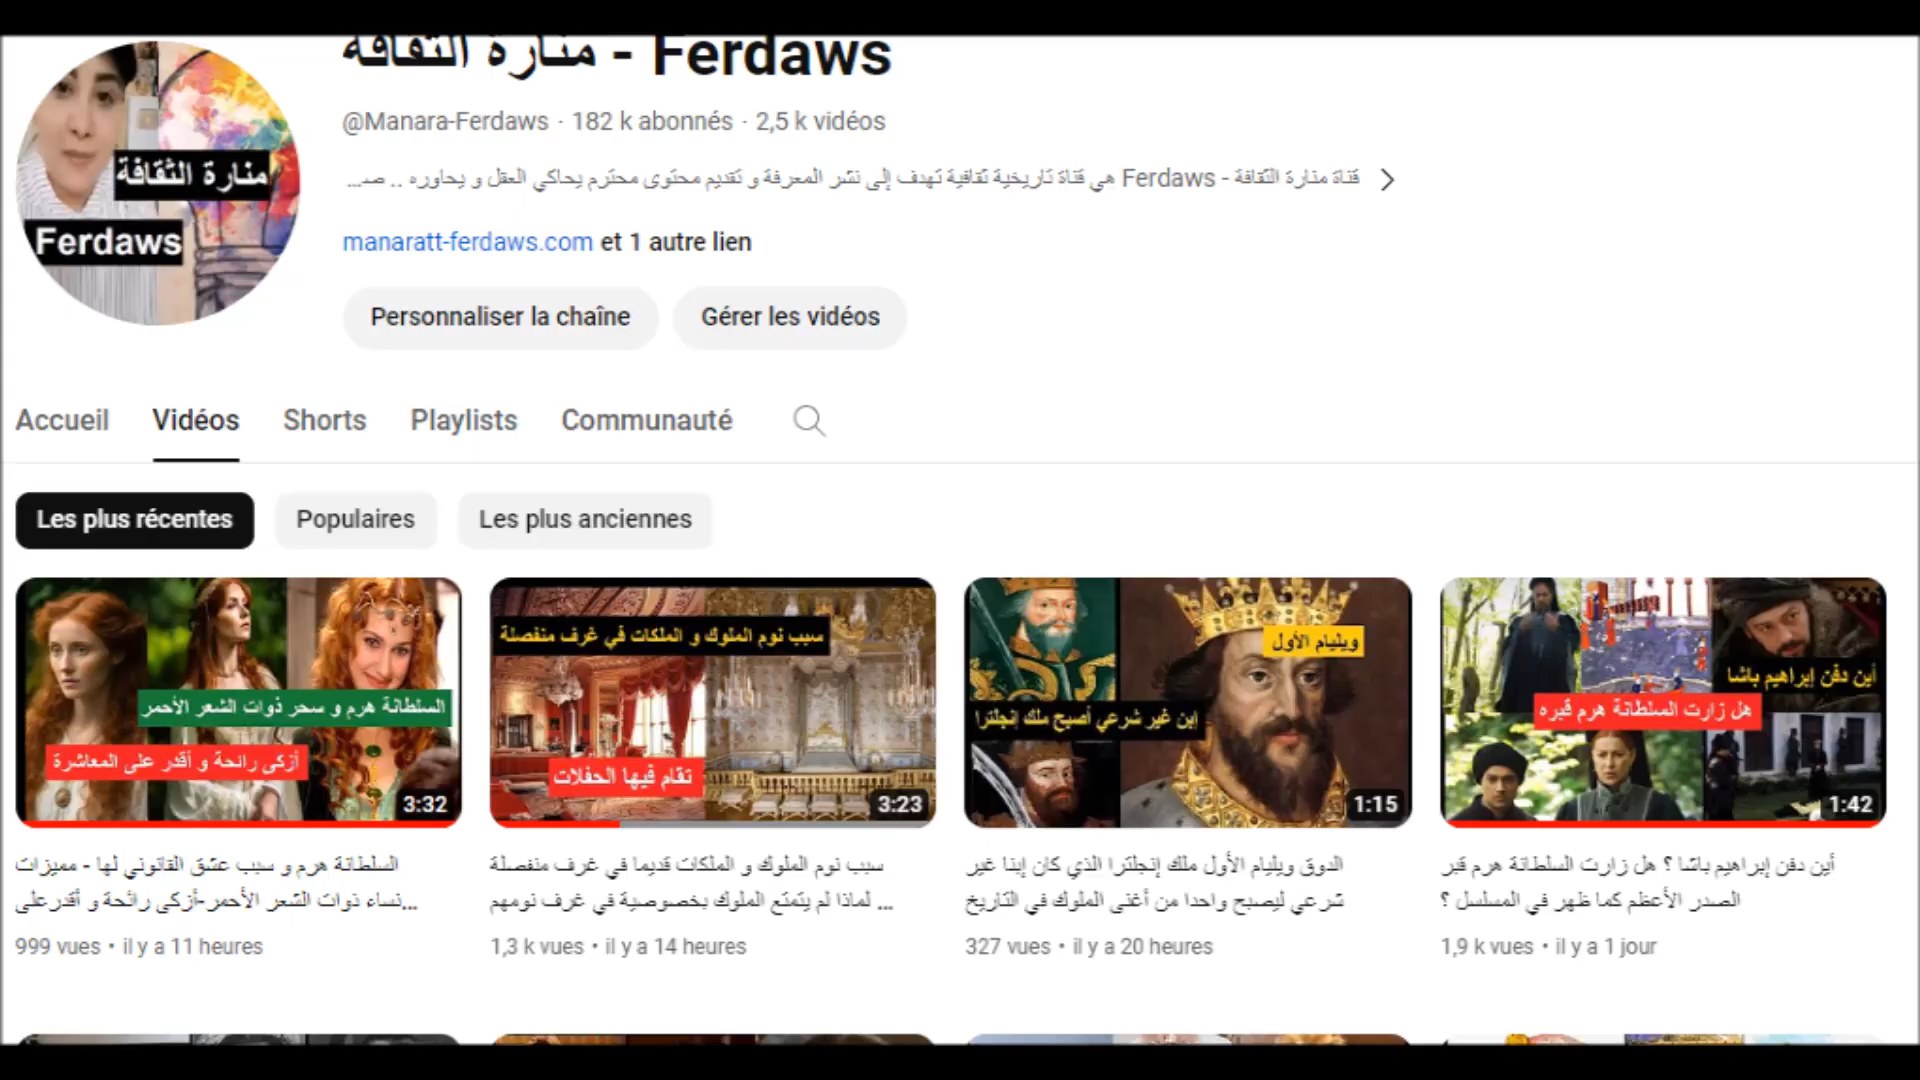 منارة الثقافة - Ferdaws
@Manara-Ferdaws · 182 k abonnés · 2,5 k vidéos
قناة منارة الثقافة - Ferdaws هي قناة تاريخية ثقافية تهدف إلى نشر المعرفة و تقديم محتوى محترم يحاكي العقل و يحاوره .. صـ...
منارة الثقافة
Ferdaws
manaratt-ferdaws.com et 1 autre lien
Personnaliser la chaîne
Gérer les vidéos
Accueil
Vidéos
Shorts
Playlists
Communauté
Les plus récentes
Populaires
Les plus anciennes
السلطانة هرم و سحر ذوات الشعر الأحمر
أزكى رائحة و أقدر على المعاشرة
3:32
سبب نوم الملوك و الملكات في غرف منفصلة
تقام فيها الحفلات
3:23
ويليام الأول
ابن غير شرعي أصبح ملك إنجلترا
1:15
أين دفن إبراهيم باشا
هل زارت السلطانة هرم قبره
1:42
السلطانة هرم و سبب عشق القانوني لها - مميزات
نساء ذوات الشعر الأحمر-أزكى رائحة و أقدرعلى...
999 vues • il y a 11 heures
سبب نوم الملوك و الملكات قديما في غرف منفصلة
لماذا لم يتمتع الملوك بخصوصية في غرف نومهم ...
1,3 k vues • il y a 14 heures
الدوق ويليام الأول ملك إنجلترا الذي كان إبنا غير
شرعي ليصبح واحدا من أغنى الملوك في التاريخ
327 vues • il y a 20 heures
أين دفن إبراهيم باشا ؟ هل زارت السلطانة هرم قبر
الصدر الأعظم كما ظهر في المسلسل ؟
1,9 k vues • il y a 1 jour